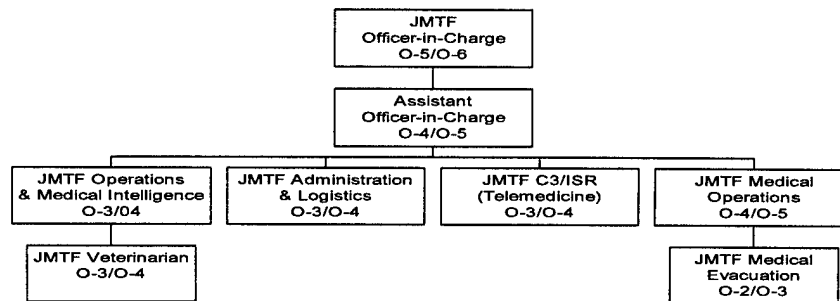 JMTF
Officer-in-Charge
O-5/O-6
Assistant
Officer-in-Charge
O-4/O-5
JMTF Operations
& Medical Intelligence
O-3/04
JMTF Administration
& Logistics
O-3/O-4
JMTF C3/ISR
(Telemedicine)
O-3/O-4
JMTF Medical
Operations
O-4/O-5
JMTF Veterinarian
O-3/O-4
JMTF Medical
Evacuation
O-2/O-3